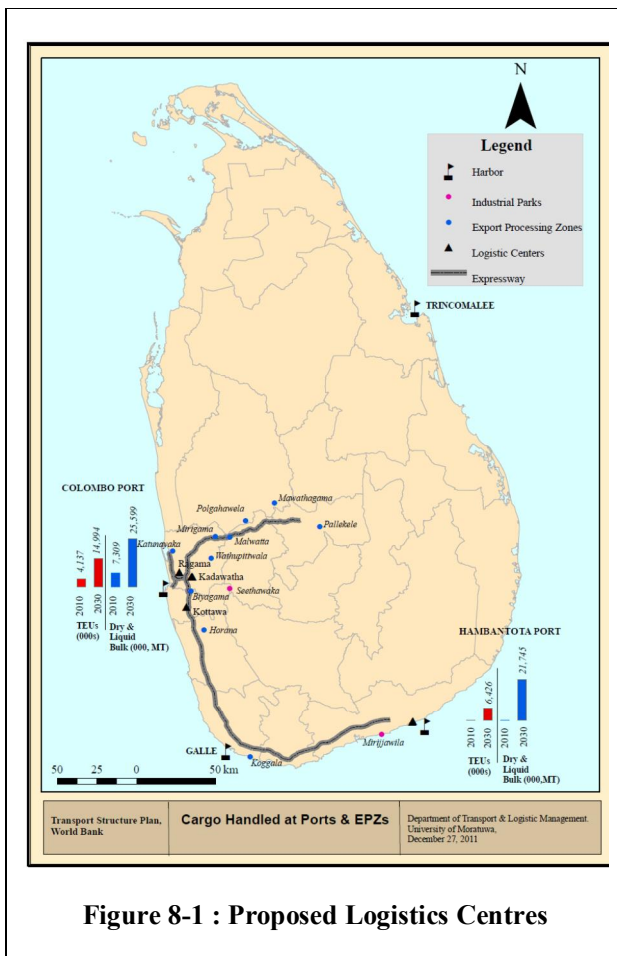 N
Legend
Harbor
Industrial Parks
Export Processing Zones
Logistic Centers
Expressway
TRINCOMALEE
Mawathagama
Polgahawela
Pallekele
COLOMBO PORT
Mirigama
Malwatta
Katunayaka
Wathupittwala
Ragama
Kadawatha
Seethawaka
Biyagama
Kottawa
Horana
4,137
14,994
7,309
25,599
2010
2030
2010
2030
TEUs
(000s)
Dry &
Liquid
Bulk (000, MT)
HAMBANTOTA PORT
6,426
21,745
2010
2030
2010
2030
TEUs
(000s)
Dry &
Liquid
Bulk (000,MT)
Mirijjawila
GALLE
Koggala
50
25
0
50 km
Transport Structure Plan,
World Bank
Cargo Handled at Ports & EPZs
Department of Transport & Logistic Management.
University of Moratuwa,
December 27, 2011
Figure 8-1 : Proposed Logistics Centres